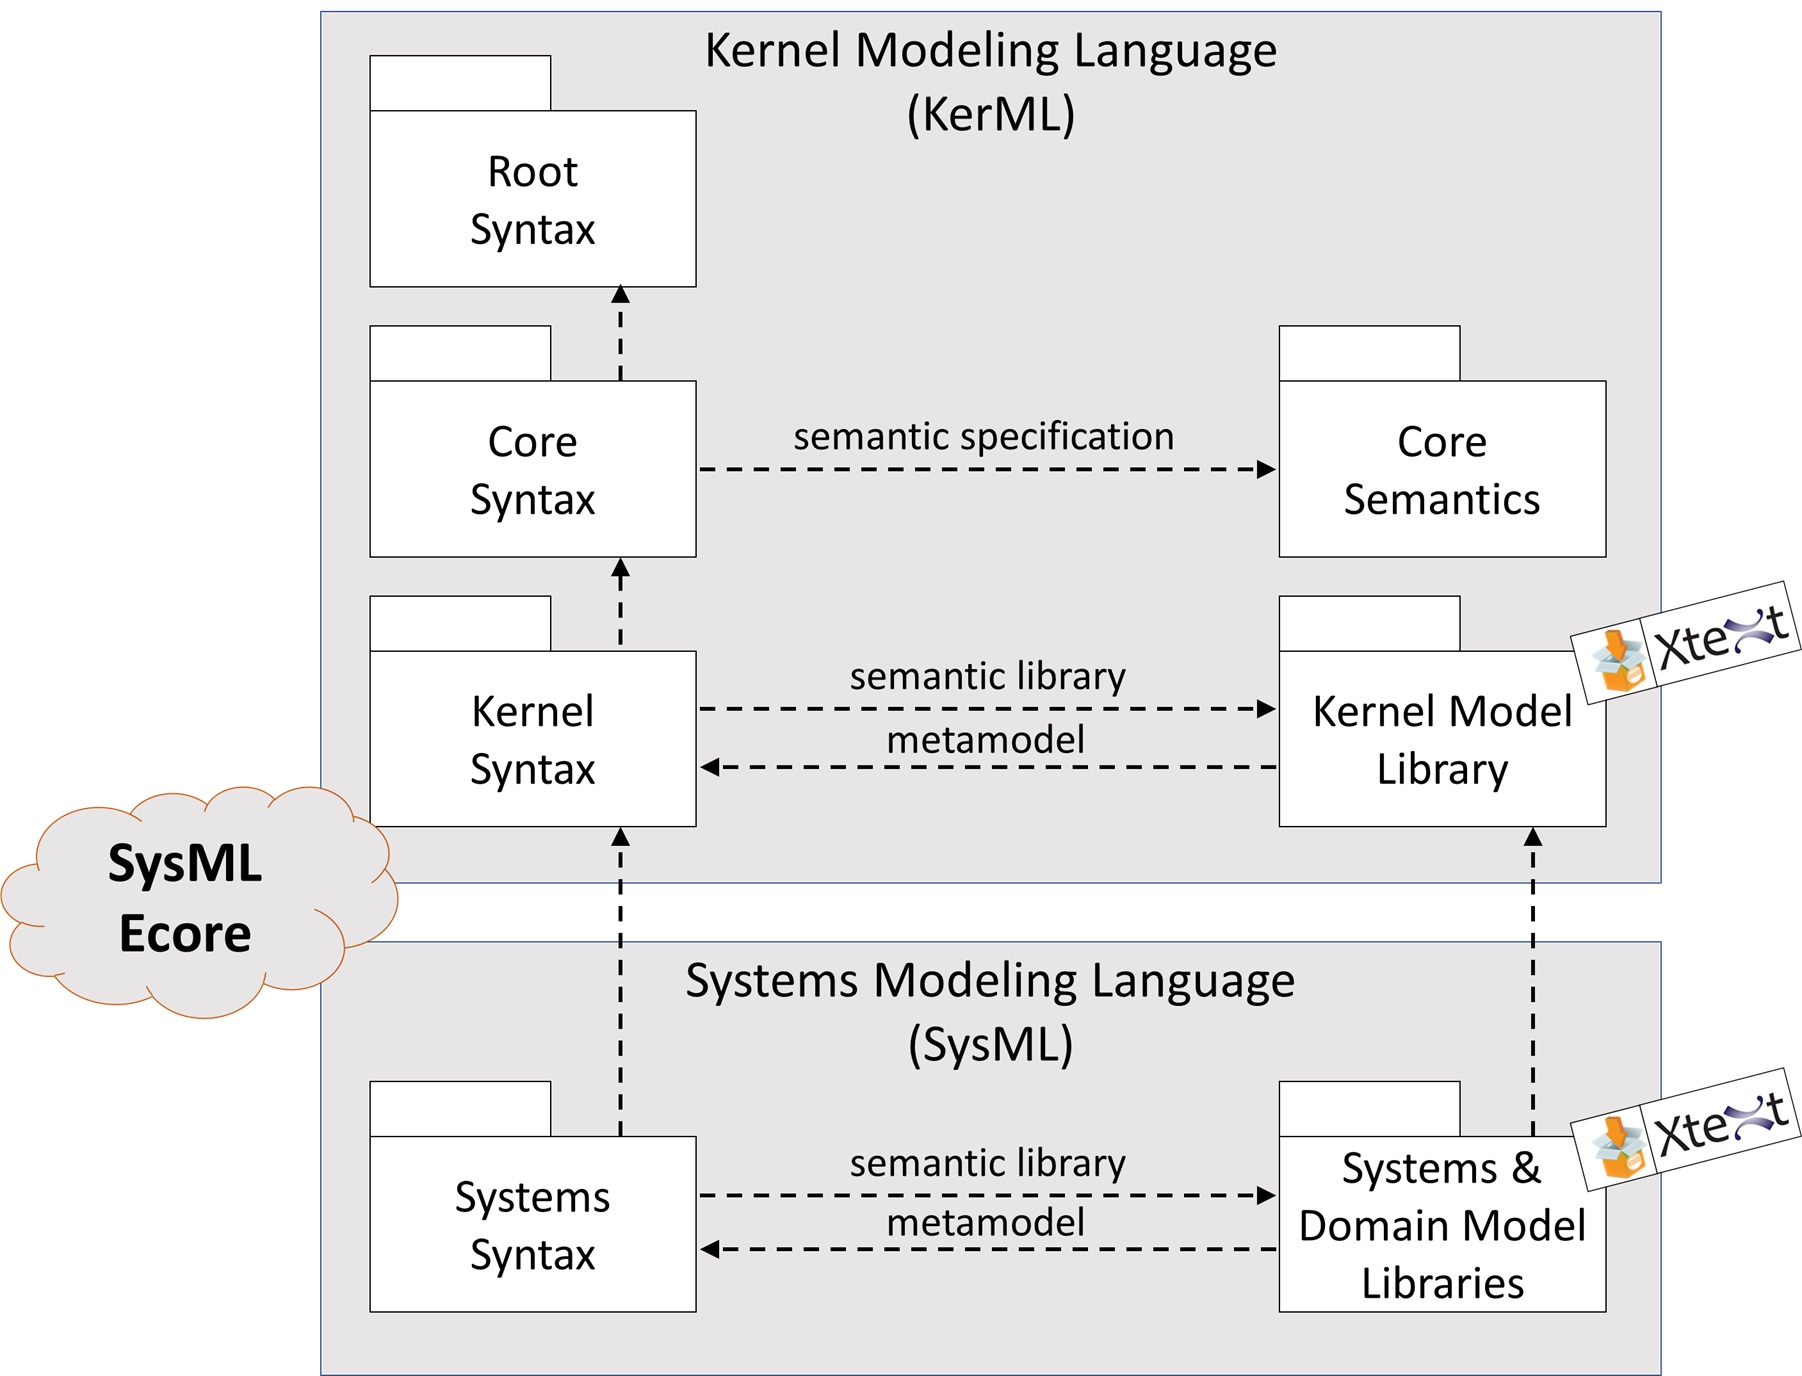 Kernel Modeling Language
(KerML)
Root
Syntax
Core
Syntax
semantic specification
Core
Semantics
Kernel
Syntax
semantic library
metamodel
Kernel Model
Library
Xtext
SysML
Ecore
Systems Modeling Language
(SysML)
Systems
Syntax
semantic library
metamodel
Systems &
Domain Model
Libraries
Xtext